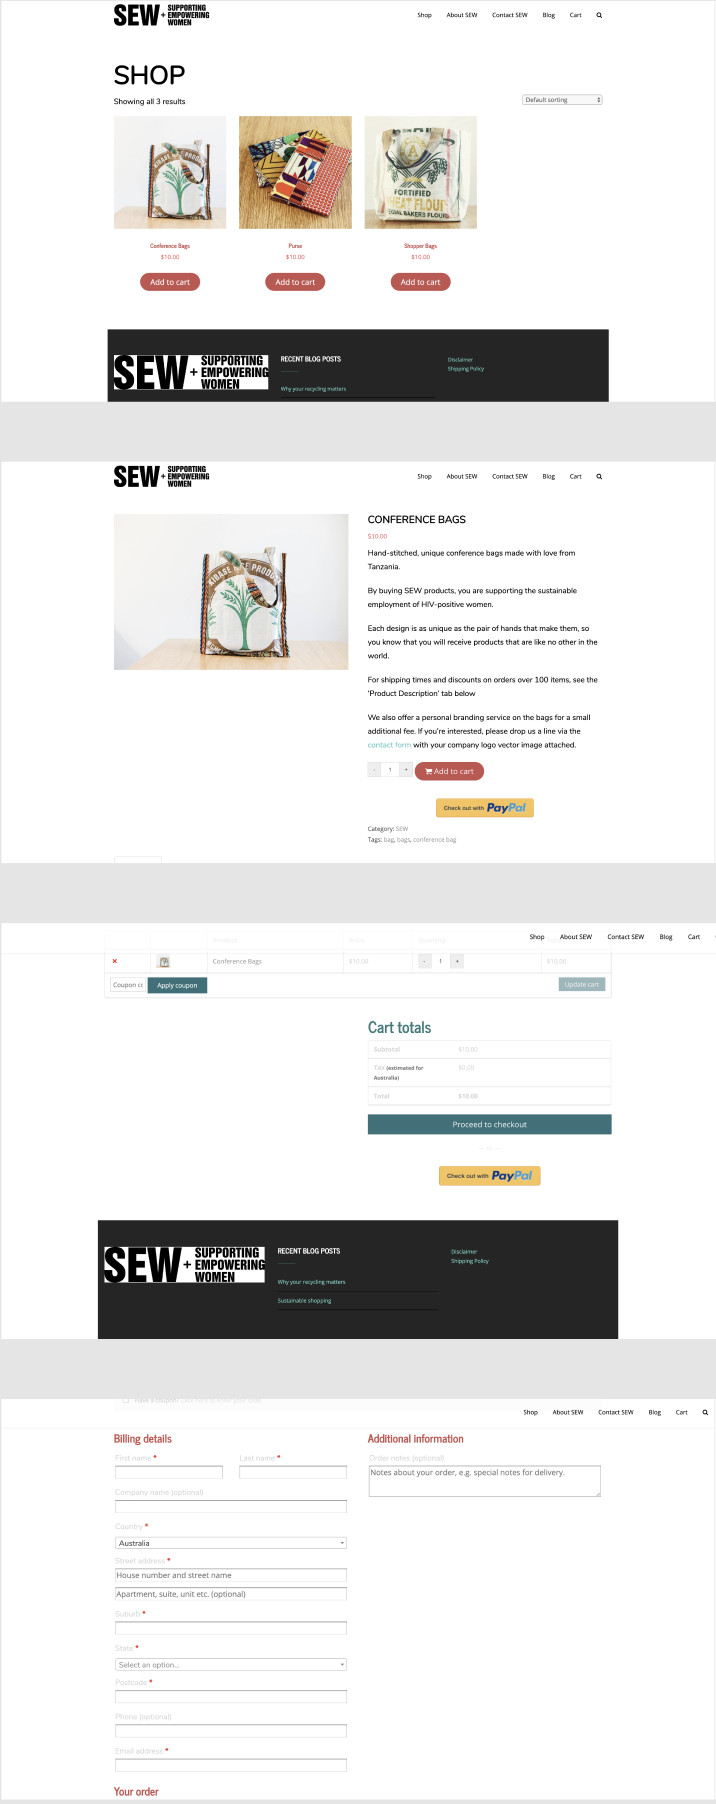 SEW + SUPPORTING
EMPOWERING
WOMEN
Shop About SEW Contact SEW Blog Cart
SHOP
Showing all 3 results
Default sorting
KIBASE RICE PRODUCT
FORTIFIED
WHEAT FLOUR
Conference Bags
Purse
Shopper Bags
$10.00
$10.00
$10.00
Add to cart
Add to cart
Add to cart
SEW + SUPPORTING
EMPOWERING
WOMEN
RECENT BLOG POSTS
Why your recycling matters
Disclaimer
Shipping Policy
SEW + SUPPORTING
EMPOWERING
WOMEN
Shop About SEW Contact SEW Blog Cart
CONFERENCE BAGS
$10.00
Hand-stitched, unique conference bags made with love from
Tanzania.
By buying SEW products, you are supporting the sustainable
employment of HIV-positive women.
Each design is as unique as the pair of hands that make them, so
you know that you will receive products that are like no other in the
world.
For shipping times and discounts on orders over 100 items, see the
'Product Description' tab below
We also offer a personal branding service on the bags for a small
additional fee. If you're interested, please drop us a line via the
contact form with your company logo vector image attached.
- 1 + Add to cart
Check out with PayPal
Category: SEW
Tags: bag, bags, conference bag
Shop About SEW Contact SEW Blog Cart
Product Price Quantity
× Conference Bags $10.00 - 1 + $10.00
Coupon cc Apply coupon Update cart
Cart totals
Subtotal $10.00
Tax (estimated for
Australia) $0.00
Total $10.00
Proceed to checkout
— or —
Check out with PayPal
SEW + SUPPORTING
EMPOWERING
WOMEN
RECENT BLOG POSTS
Why your recycling matters
Sustainable shopping
Disclaimer
Shipping Policy
Have a coupon? Click here to enter your code
Shop About SEW Contact SEW Blog Cart
Billing details
First name * Last name *
Company name (optional)
Country *
Australia
Street address *
House number and street name
Apartment, suite, unit etc. (optional)
Suburb *
State *
Select an option...
Postcode *
Phone (optional)
Email address *
Your order
Additional information
Order notes (optional)
Notes about your order, e.g. special notes for delivery.